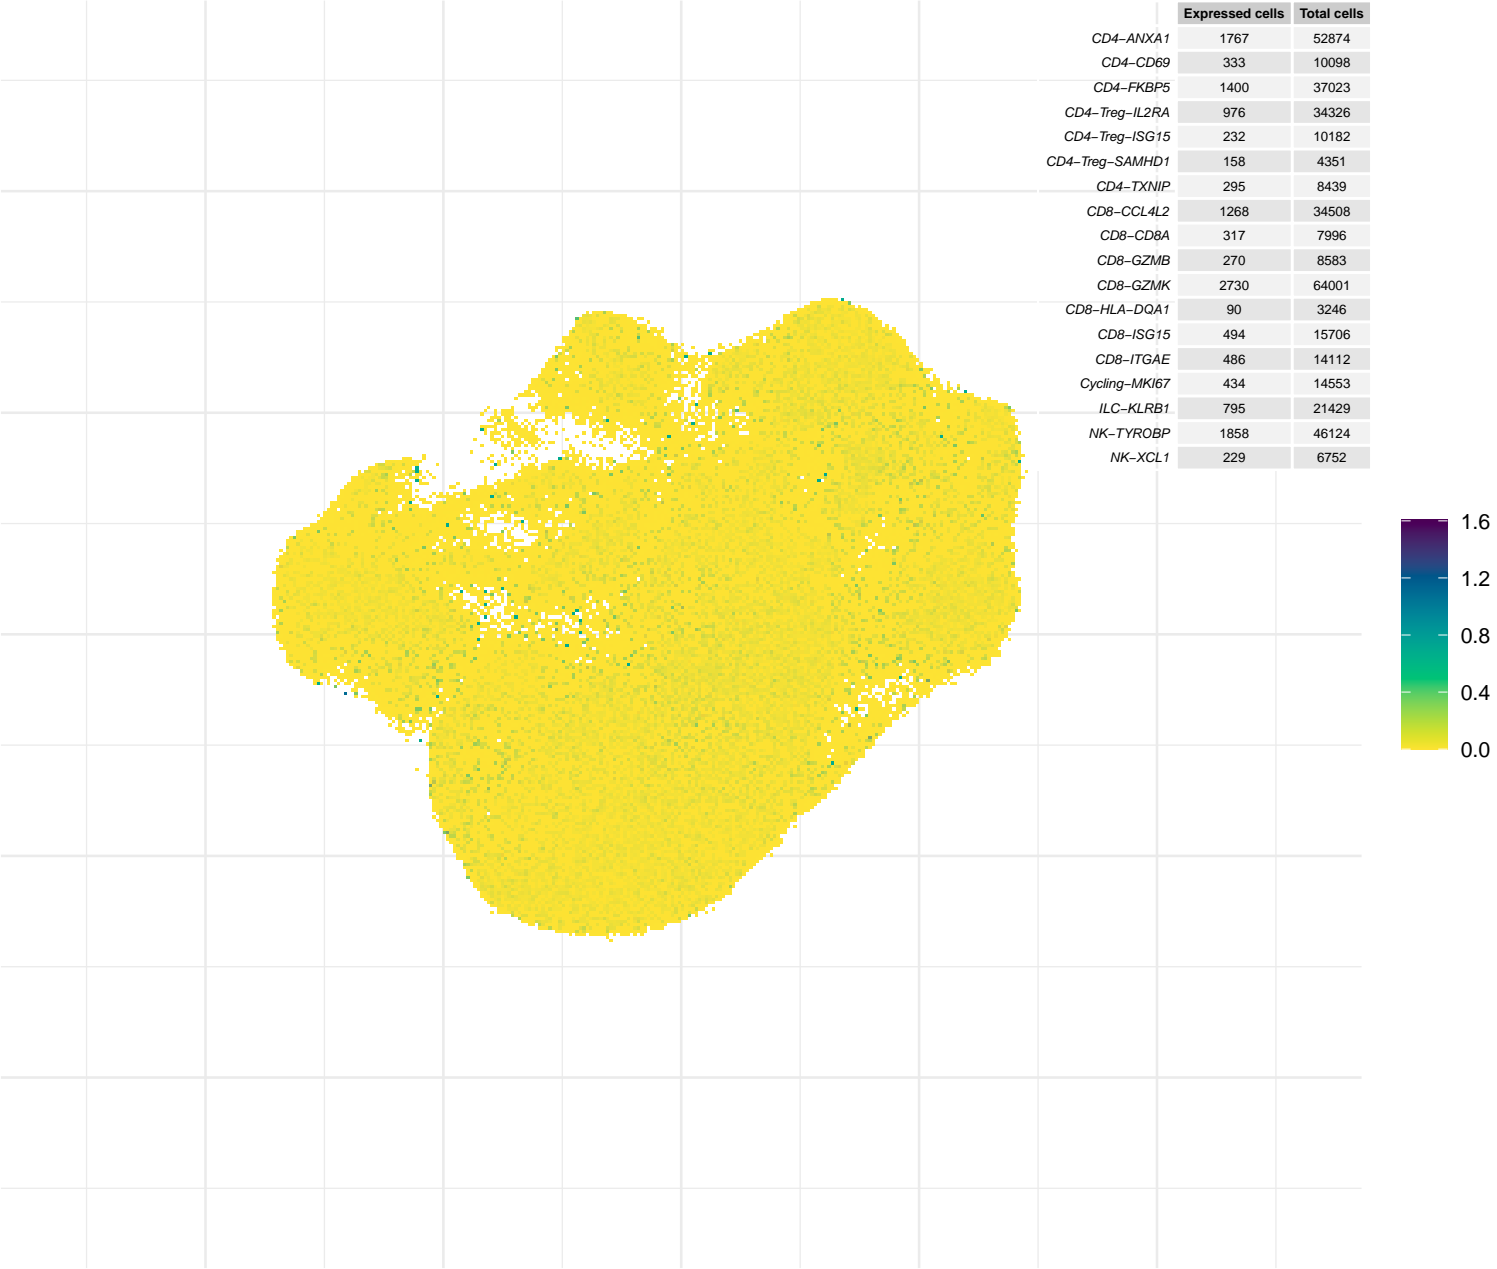 Expressed cells Total cells
CD4−ANXA1 1767 52874
CD4−CD69 333 10098
CD4−FKBP5 1400 37023
CD4−Treg−IL2RA 976 34326
CD4−Treg−ISG15 232 10182
CD4−Treg−SAMHD1 158 4351
CD4−TXNIP 295 8439
CD8−CCL4L2 1268 34508
CD8−CD8A 317 7996
CD8−GZMB 270 8583
CD8−GZMK 2730 64001
CD8−HLA−DQA1 90 3246
CD8−ISG15 494 15706
CD8−ITGAE 486 14112
Cycling−MKI67 434 14553
ILC−KLRB1 795 21429
NK−TYROBP 1858 46124
NK−XCL1 229 6752
1.6
1.2
0.8
0.4
0.0